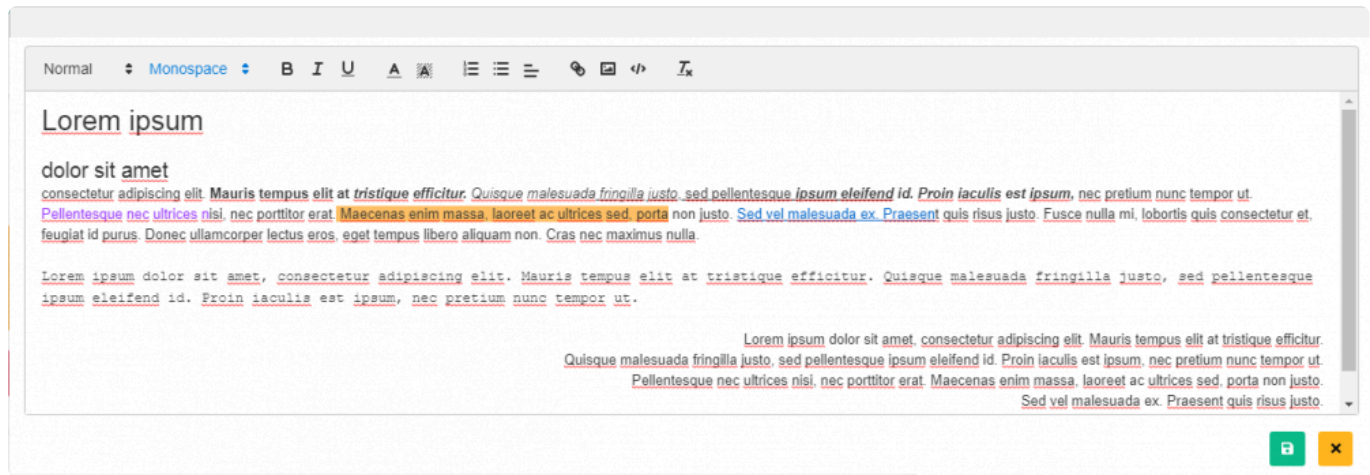 Normal Monospace B I U A A </> Tx
Lorem ipsum
dolor sit amet
consectetur adipiscing elit. Mauris tempus elit at tristique efficitur. Quisque malesuada fringilla justo, sed pellentesque ipsum eleifend id. Proin iaculis est ipsum, nec pretium nunc tempor ut.
Pellentesque nec ultrices nisi, nec porttitor erat. Maecenas enim massa, laoreet ac ultrices sed, porta non justo. Sed vel malesuada ex. Praesent quis risus justo. Fusce nulla mi, lobortis quis consectetur et,
feugiat id purus. Donec ullamcorper lectus eros, eget tempus libero aliquam non. Cras nec maximus nulla.
Lorem ipsum dolor sit amet, consectetur adipiscing elit. Mauris tempus elit at tristique efficitur. Quisque malesuada fringilla justo, sed pellentesque
ipsum eleifend id. Proin iaculis est ipsum, nec pretium nunc tempor ut.
Lorem ipsum dolor sit amet, consectetur adipiscing elit. Mauris tempus elit at tristique efficitur.
Quisque malesuada fringilla justo, sed pellentesque ipsum eleifend id. Proin iaculis est ipsum, nec pretium nunc tempor ut.
Pellentesque nec ultrices nisi, nec porttitor erat. Maecenas enim massa, laoreet ac ultrices sed, porta non justo.
Sed vel malesuada ex. Praesent quis risus justo.